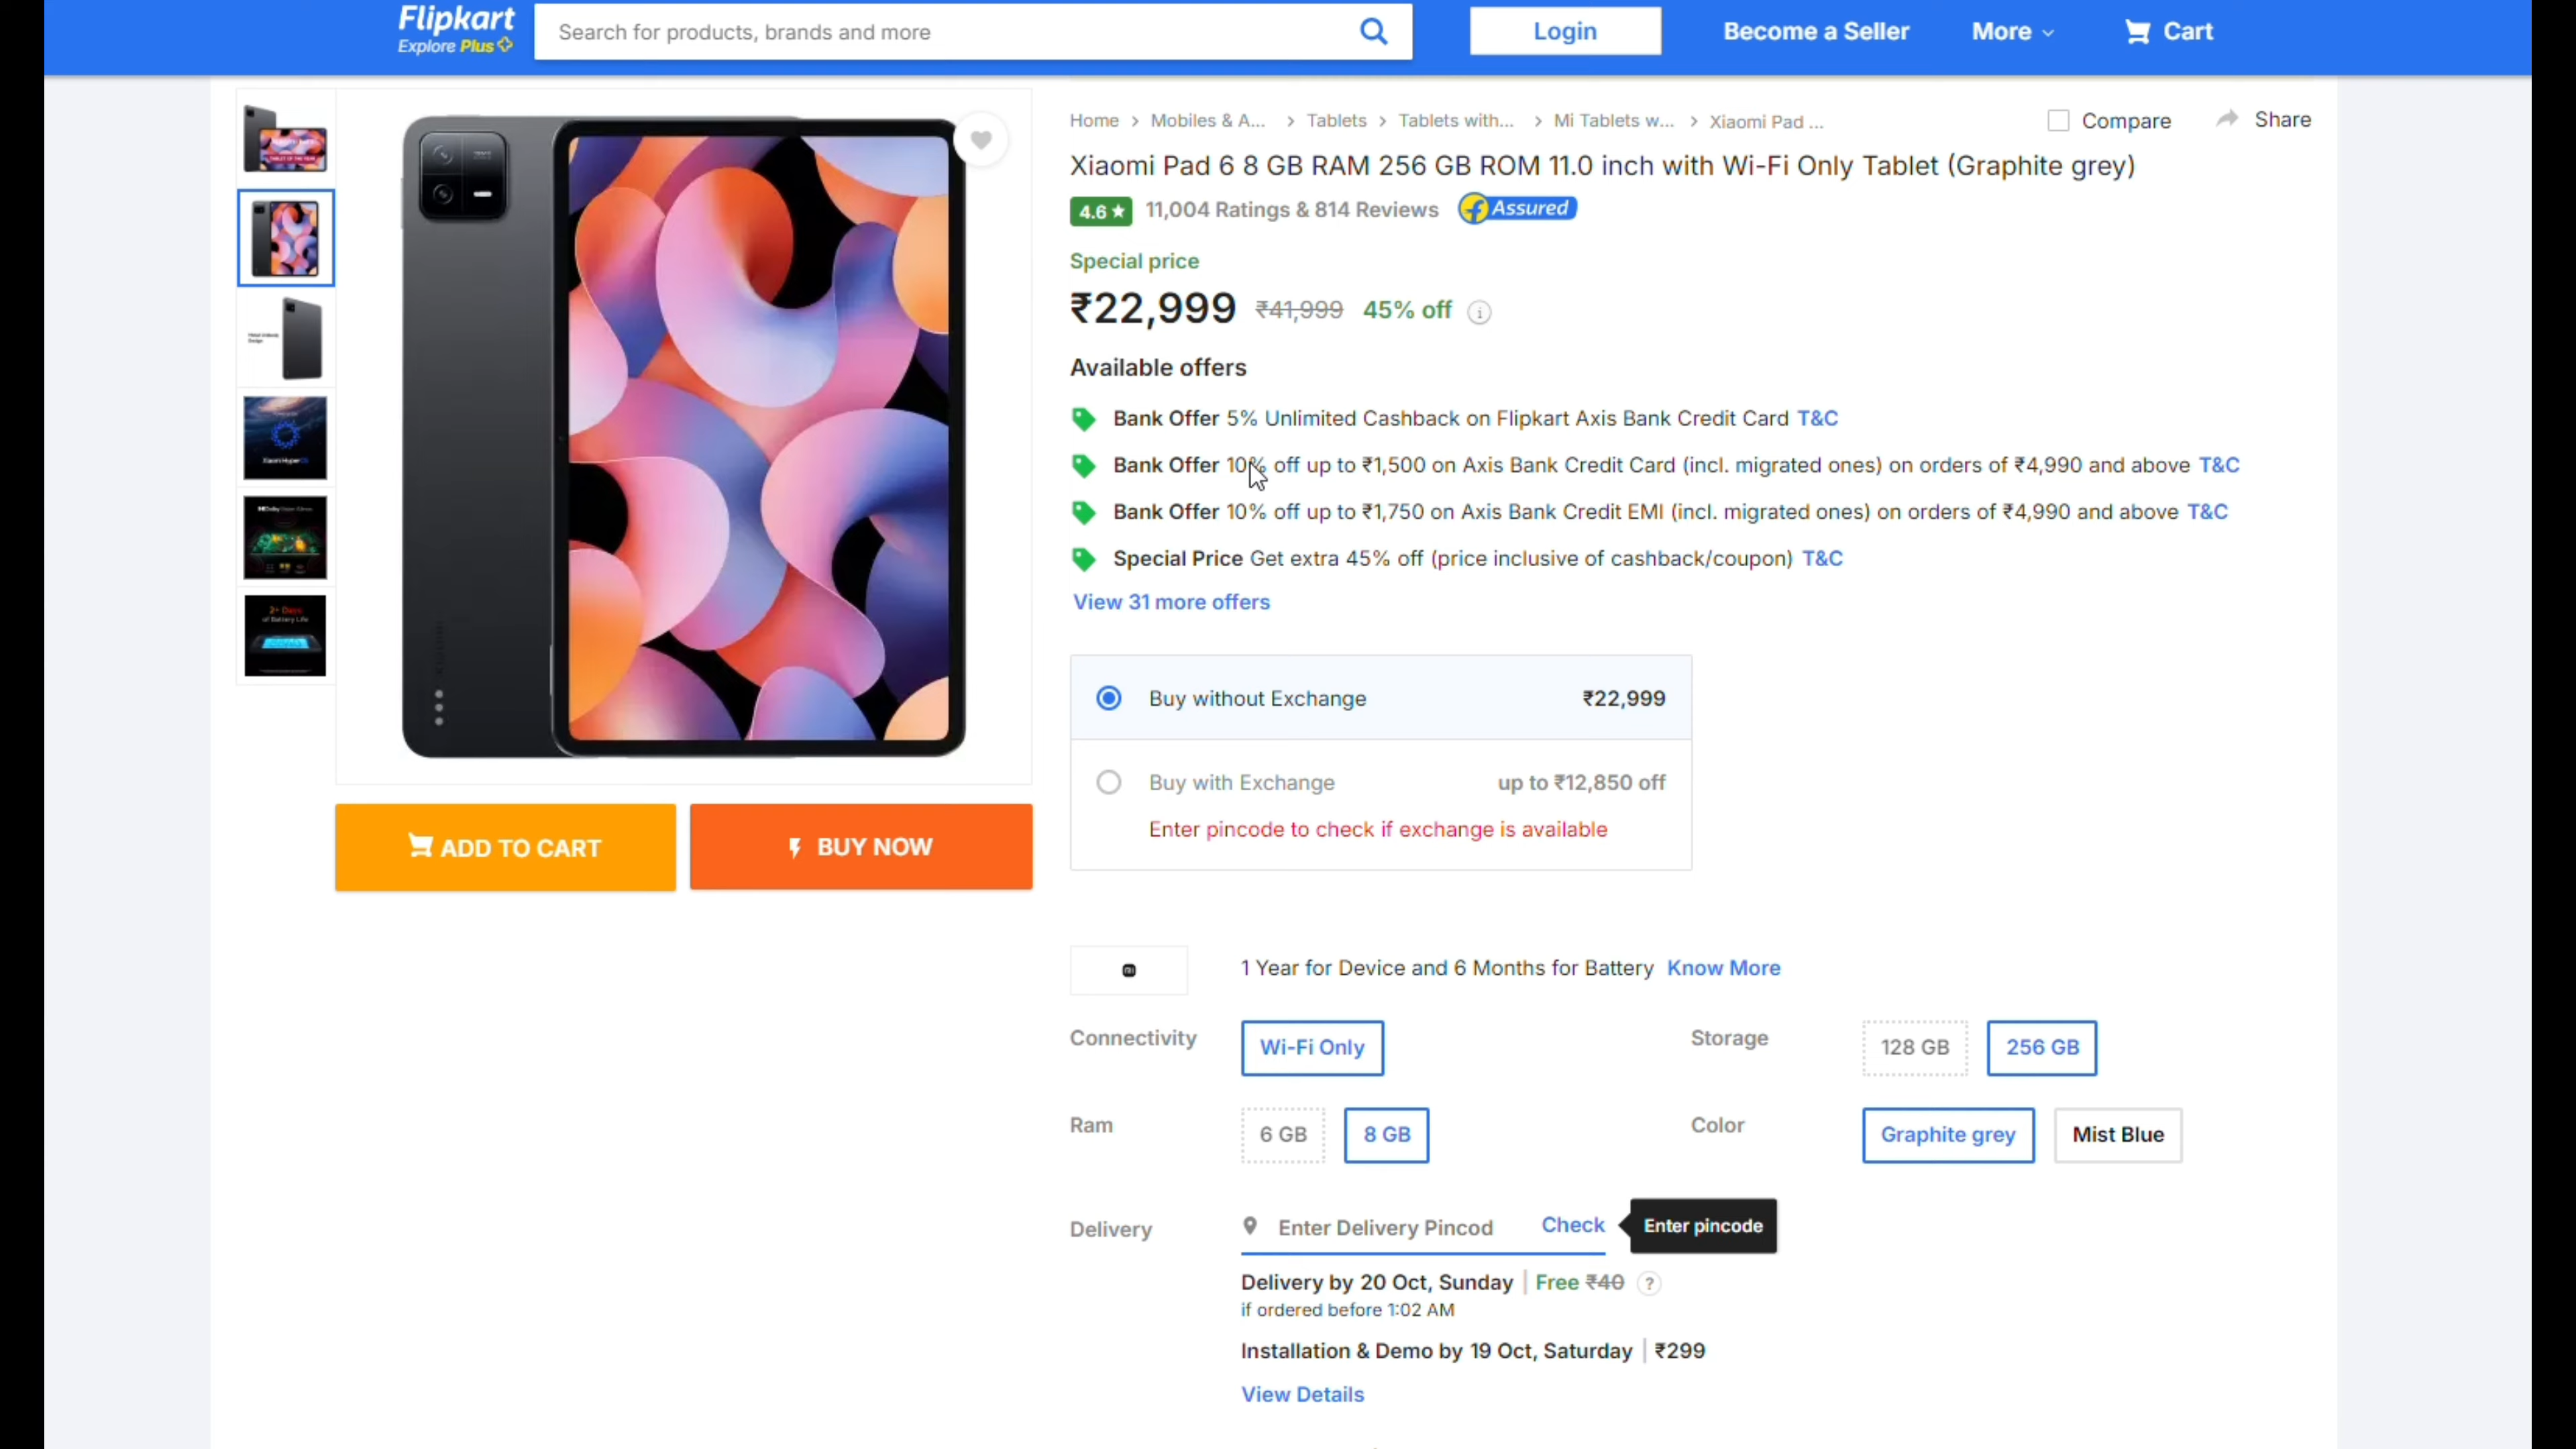 Flipkart
Explore Plus
Search for products, brands and more
Login
Become a Seller
More
Cart
Home
Mobiles & A...
Tablets
Tablets with...
Mi Tablets w...
Xiaomi Pad ...
Compare
Share
Xiaomi Pad 6 8 GB RAM 256 GB ROM 11.0 inch with Wi-Fi Only Tablet (Graphite grey)
4.6★ 11,004 Ratings & 814 Reviews Assured
Special price
₹22,999 ₹41,999 45% off
Available offers
Bank Offer 5% Unlimited Cashback on Flipkart Axis Bank Credit Card T&C
Bank Offer 10% off up to ₹1,500 on Axis Bank Credit Card (incl. migrated ones) on orders of ₹4,990 and above T&C
Bank Offer 10% off up to ₹1,750 on Axis Bank Credit EMI (incl. migrated ones) on orders of ₹4,990 and above T&C
Special Price Get extra 45% off (price inclusive of cashback/coupon) T&C
View 31 more offers
Buy without Exchange ₹22,999
Buy with Exchange up to ₹12,850 off
Enter pincode to check if exchange is available
2+ Days
of Battery Life
ADD TO CART
BUY NOW
1 Year for Device and 6 Months for Battery Know More
Connectivity Wi-Fi Only
Storage 128 GB 256 GB
Ram 6 GB 8 GB
Color Graphite grey Mist Blue
Delivery Enter Delivery Pincod Check Enter pincode
Delivery by 20 Oct, Sunday | Free ₹40 ?
if ordered before 1:02 AM
Installation & Demo by 19 Oct, Saturday | ₹299
View Details